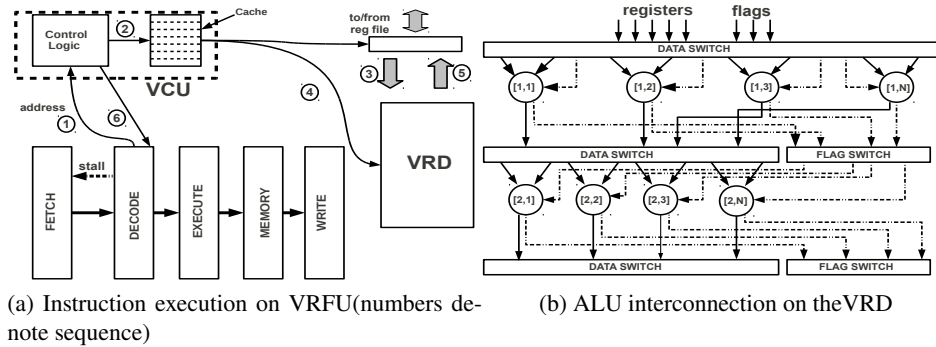 Cache
Control
Logic
2
VCU
to/from
reg file
3
5
4
address
1
6
stall
FETCH
DECODE
EXECUTE
MEMORY
WRITE
VRD
(a) Instruction execution on VRFU(numbers de-
note sequence)
registers
flags
DATA SWITCH
[1,1]
[1,2]
[1,3]
[1,N]
DATA SWITCH
FLAG SWITCH
[2,1]
[2,2]
[2,3]
[2,N]
DATA SWITCH
FLAG SWITCH
(b) ALU interconnection on theVRD